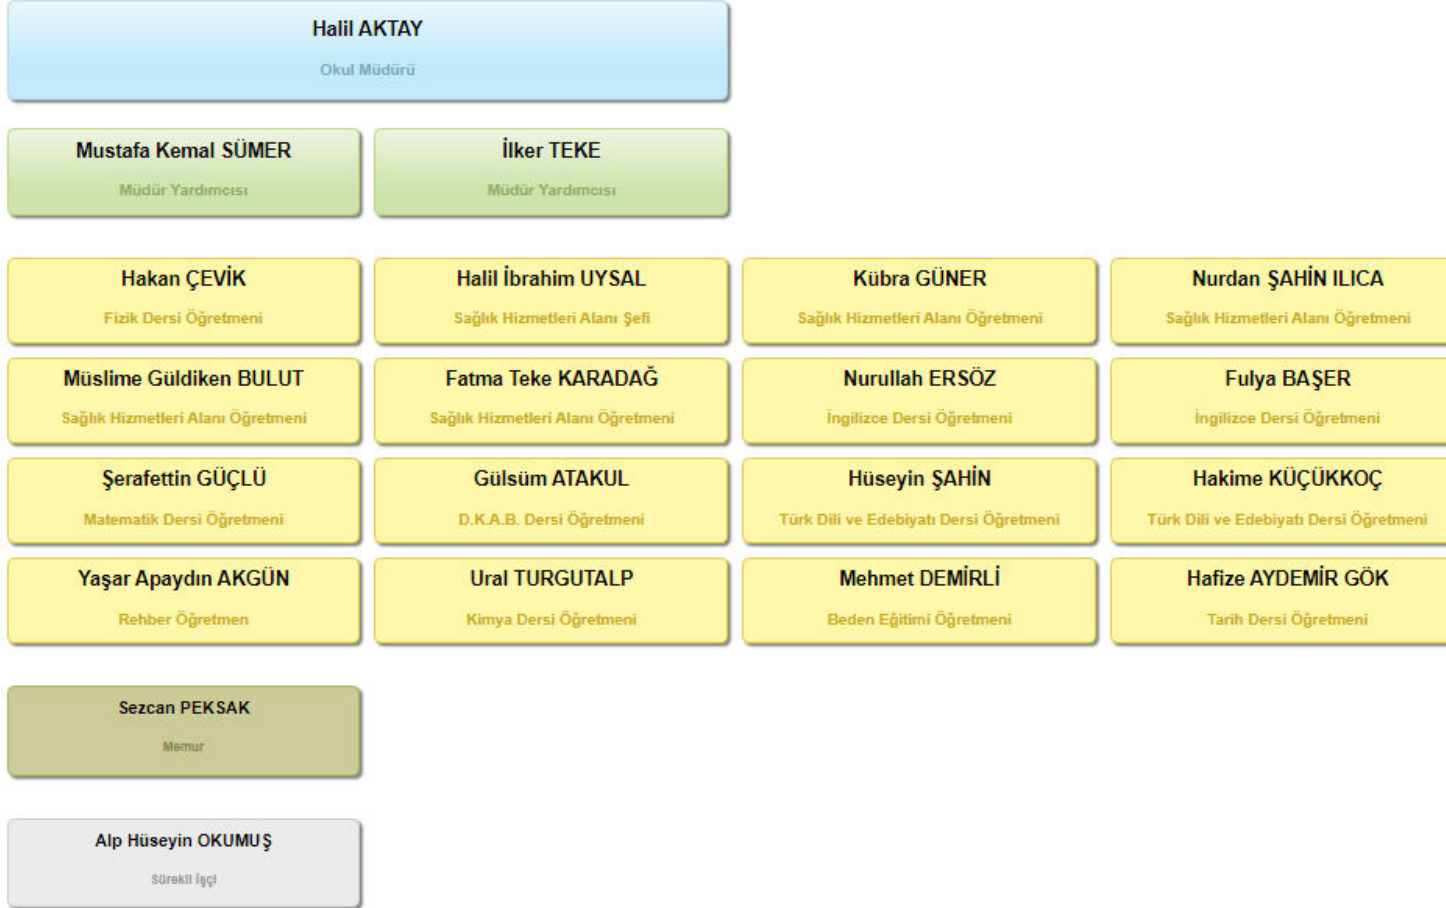 Halil AKTAY
Okul Müdürü
Mustafa Kemal SÜMER
Müdür Yardımcısı
İlker TEKE
Müdür Yardımcısı
Hakan ÇEVİK
Fizik Dersi Öğretmeni
Halil İbrahim UYSAL
Sağlık Hizmetleri Alanı Şefi
Kübra GÜNER
Sağlık Hizmetleri Alanı Öğretmeni
Nurdan ŞAHİN ILICA
Sağlık Hizmetleri Alanı Öğretmeni
Müslime Güldiken BULUT
Sağlık Hizmetleri Alanı Öğretmeni
Fatma Teke KARADAĞ
Sağlık Hizmetleri Alanı Öğretmeni
Nurullah ERSÖZ
İngilizce Dersi Öğretmeni
Fulya BAŞER
İngilizce Dersi Öğretmeni
Şerafettin GÜÇLÜ
Matematik Dersi Öğretmeni
Gülsüm ATAKUL
D.K.A.B. Dersi Öğretmeni
Hüseyin ŞAHİN
Türk Dili ve Edebiyatı Dersi Öğretmeni
Hakime KÜÇÜKKOÇ
Türk Dili ve Edebiyatı Dersi Öğretmeni
Yaşar Apaydın AKGÜN
Rehber Öğretmen
Ural TURGUTALP
Kimya Dersi Öğretmeni
Mehmet DEMİRLİ
Beden Eğitimi Öğretmeni
Hafize AYDEMİR GÖK
Tarih Dersi Öğretmeni
Sezcan PEKSAK
Memur
Alp Hüseyin OKUMUŞ
Sürekli İşçi